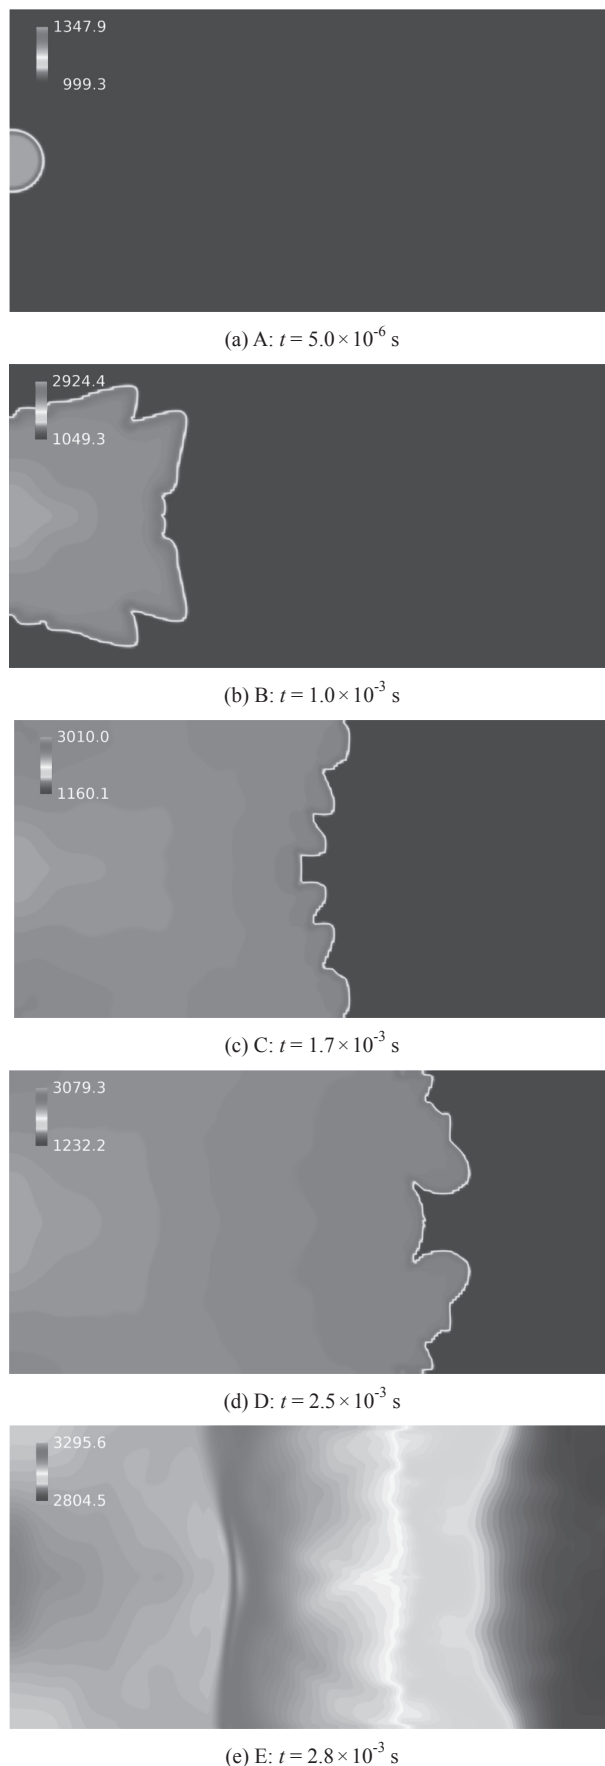 1347.9
999.3
(a) A: t = 5.0 × 10⁻⁶ s
2924.4
1049.3
(b) B: t = 1.0 × 10⁻³ s
3010.0
1160.1
(c) C: t = 1.7 × 10⁻³ s
3079.3
1232.2
(d) D: t = 2.5 × 10⁻³ s
3295.6
2804.5
(e) E: t = 2.8 × 10⁻³ s